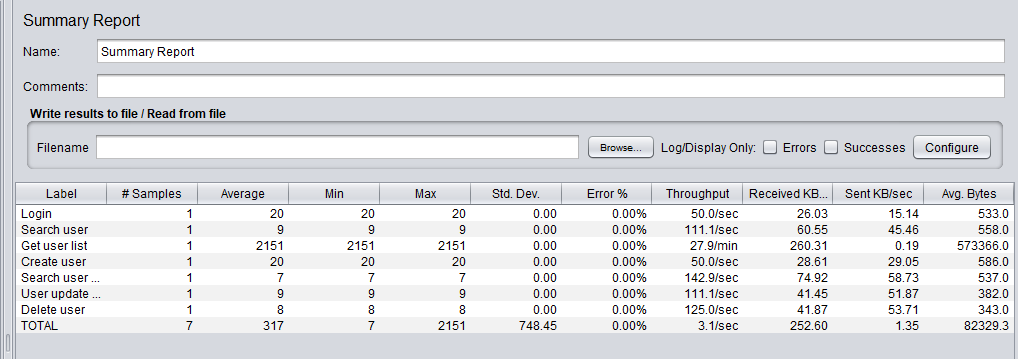 Summary Report
Name: Summary Report
Comments:
Write results to file / Read from file
Filename Browse... Log/Display Only: Errors Successes Configure
Label # Samples Average Min Max Std. Dev. Error % Throughput Received KB... Sent KB/sec Avg. Bytes
Login 1 20 20 20 0.00 0.00% 50.0/sec 26.03 15.14 533.0
Search user 1 9 9 9 0.00 0.00% 111.1/sec 60.55 45.46 558.0
Get user list 1 2151 2151 2151 0.00 0.00% 27.9/min 260.31 0.19 573366.0
Create user 1 20 20 20 0.00 0.00% 50.0/sec 28.61 29.05 586.0
Search user ... 1 7 7 7 0.00 0.00% 142.9/sec 74.92 58.73 537.0
User update ... 1 9 9 9 0.00 0.00% 111.1/sec 41.45 51.87 382.0
Delete user 1 8 8 8 0.00 0.00% 125.0/sec 41.87 53.71 343.0
TOTAL 7 317 7 2151 748.45 0.00% 3.1/sec 252.60 1.35 82329.3